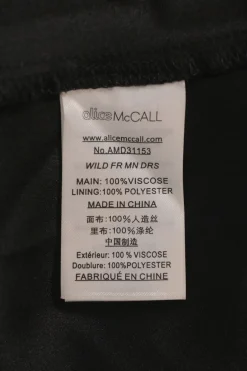 alice McCALL
www.alicemccall.com
No.AMD31153
WILD FR MN DRS
MAIN: 100%VISCOSE
LINING: 100% POLYESTER
MADE IN CHINA
面布：100%人造丝
里布：100%涤纶
中国制造
Extérieur: 100% VISCOSE
Doublure: 100%POLYESTER
FABRIQUÉ EN CHINE